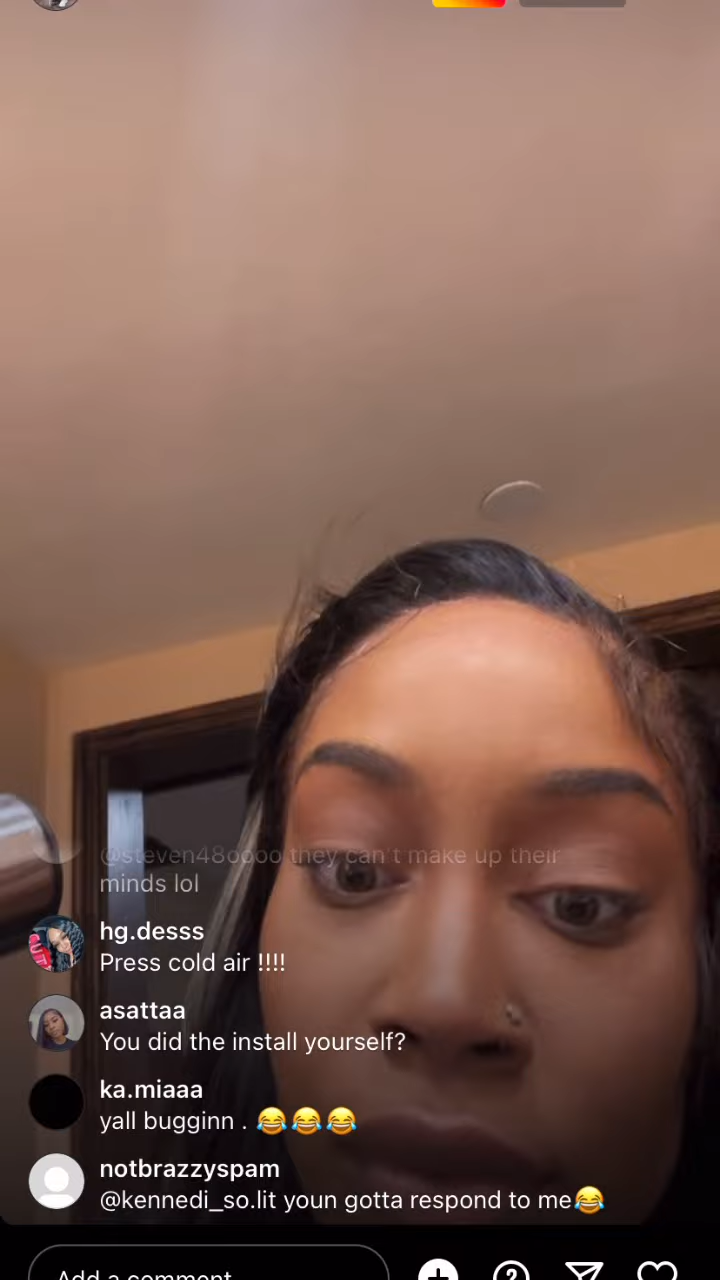 @steven48oooo they can't make up their
minds lol
hg.desss
Press cold air !!!!
asattaa
You did the install yourself?
ka.miaaa
yall bugginn . 😂😂😂
notbrazzyspam
@kennedi_so.lit youn gotta respond to me😂
Add a comment